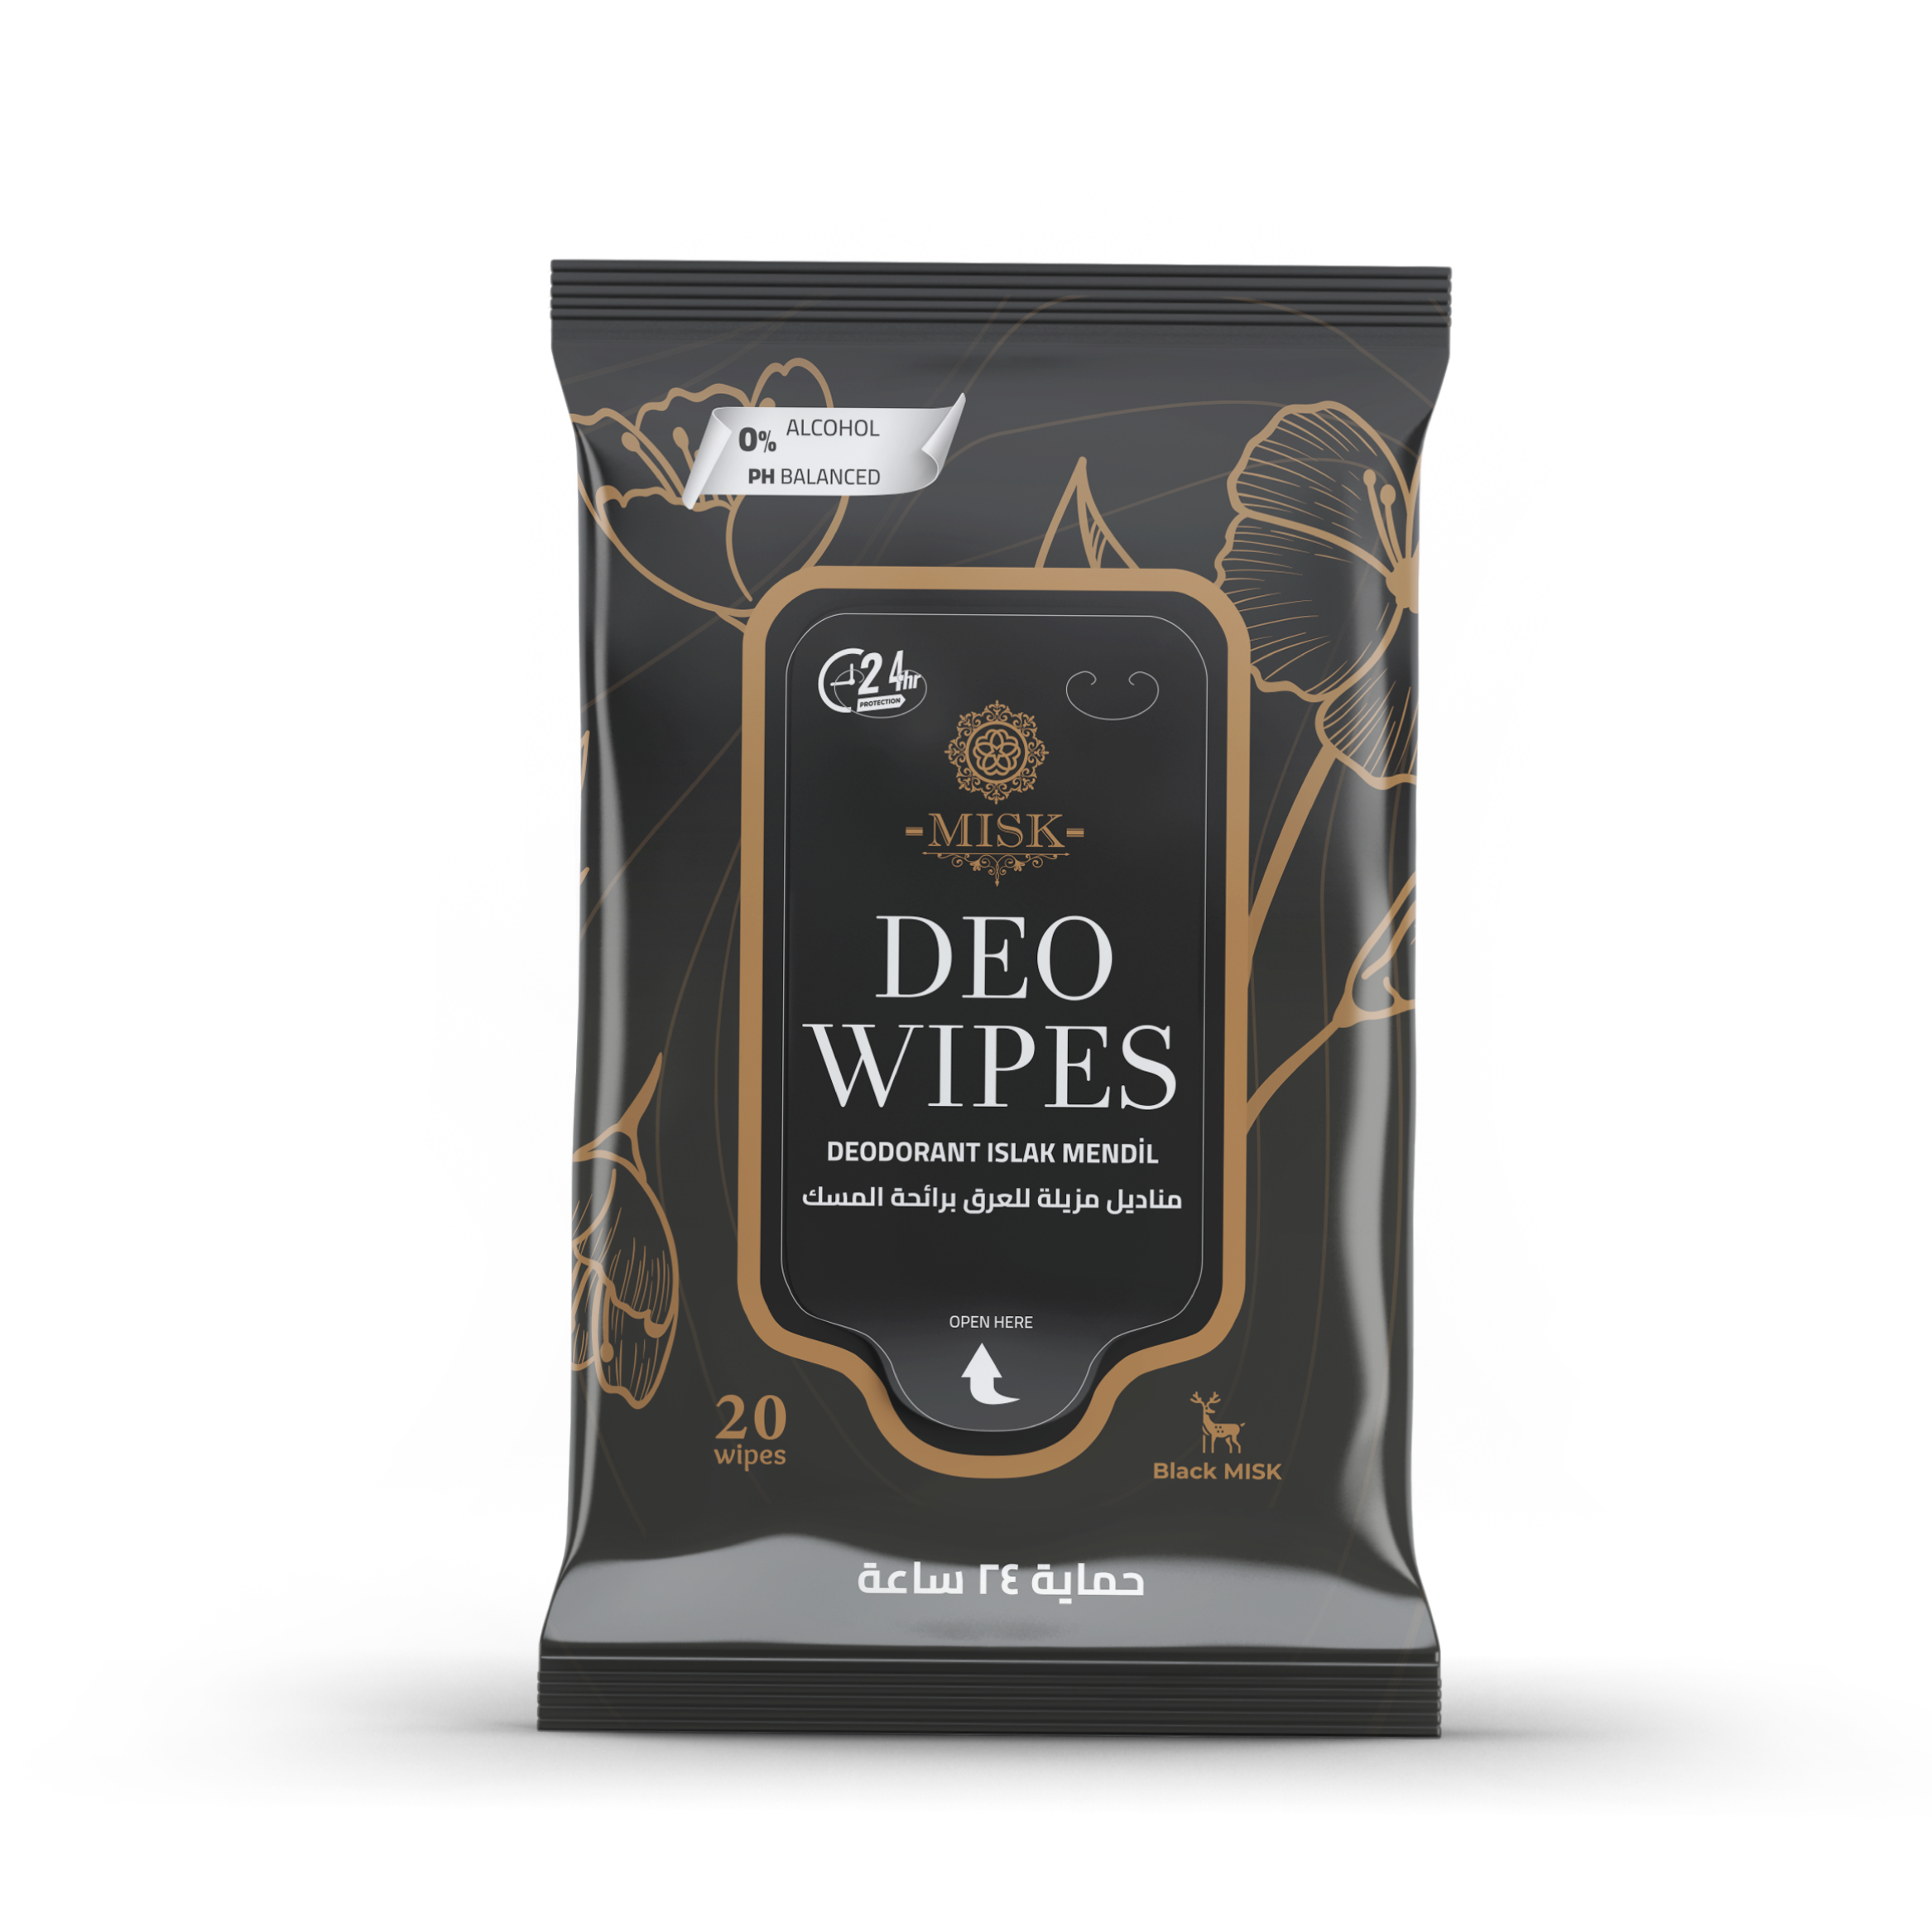 0% ALCOHOL
PH BALANCED
24hr
PROTECTION
MISK
DEO
WIPES
DEODORANT ISLAK MENDİL
مناديل مزيلة للعرق برائحة المسك
OPEN HERE
20
wipes
Black MISK
حماية ٢٤ ساعة